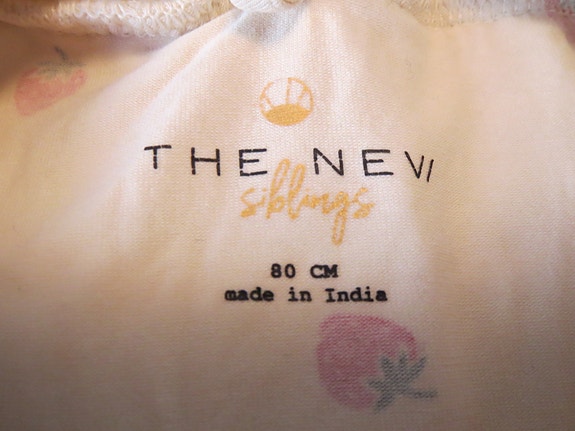 THE NEW
siblings
80 CM
made in India